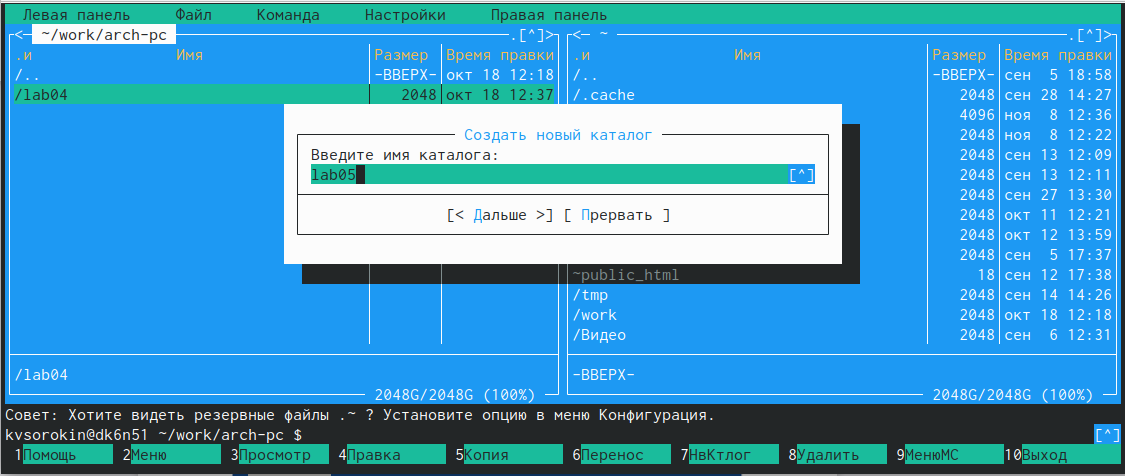 Левая панель Файл Команда Настройки Правая панель
<─ ~/work/arch-pc .[^]> <─ ~ .[^]>
.и Имя Размер Время правки .и Имя Размер Время правки
/.. -ВВЕРХ- окт 18 12:18 /.. -ВВЕРХ- сен 5 18:58
/lab04 2048 окт 18 12:37 /.cache 2048 сен 28 14:27
4096 ноя 8 12:36
Создать новый каталог 2048 ноя 8 12:22
Введите имя каталога: 2048 сен 13 12:09
lab05 [^] 2048 сен 13 12:11
2048 сен 27 13:30
[< Дальше >] [ Прервать ] 2048 окт 11 12:21
2048 окт 12 13:59
2048 сен 5 17:37
~public_html 18 сен 12 17:38
/tmp 2048 сен 14 14:26
/work 2048 окт 18 12:18
/Видео 2048 сен 6 12:31
/lab04 -ВВЕРХ-
2048G/2048G (100%) 2048G/2048G (100%)
Совет: Хотите видеть резервные файлы .~ ? Установите опцию в меню Конфигурация.
kvsorokin@dk6n51 ~/work/arch-pc $ [^]
1Помощь 2Меню 3Просмотр 4Правка 5Копия 6Перенос 7НвКтлог 8Удалить 9МенюMC 10Выход